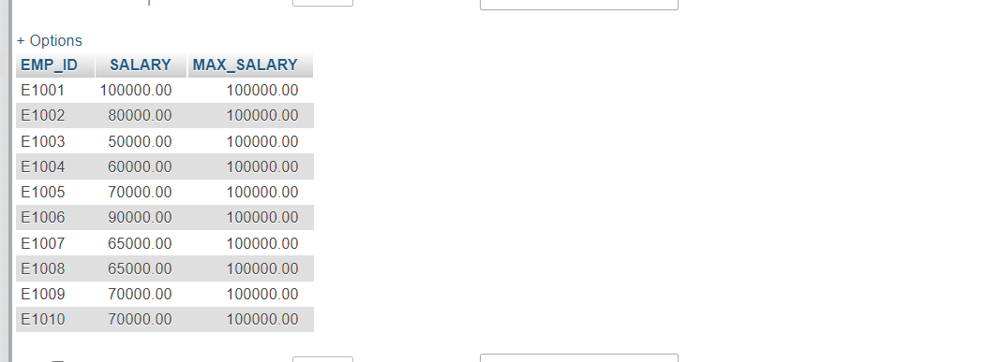 + Options
EMP_ID SALARY MAX_SALARY
E1001 100000.00 100000.00
E1002 80000.00 100000.00
E1003 50000.00 100000.00
E1004 60000.00 100000.00
E1005 70000.00 100000.00
E1006 90000.00 100000.00
E1007 65000.00 100000.00
E1008 65000.00 100000.00
E1009 70000.00 100000.00
E1010 70000.00 100000.00